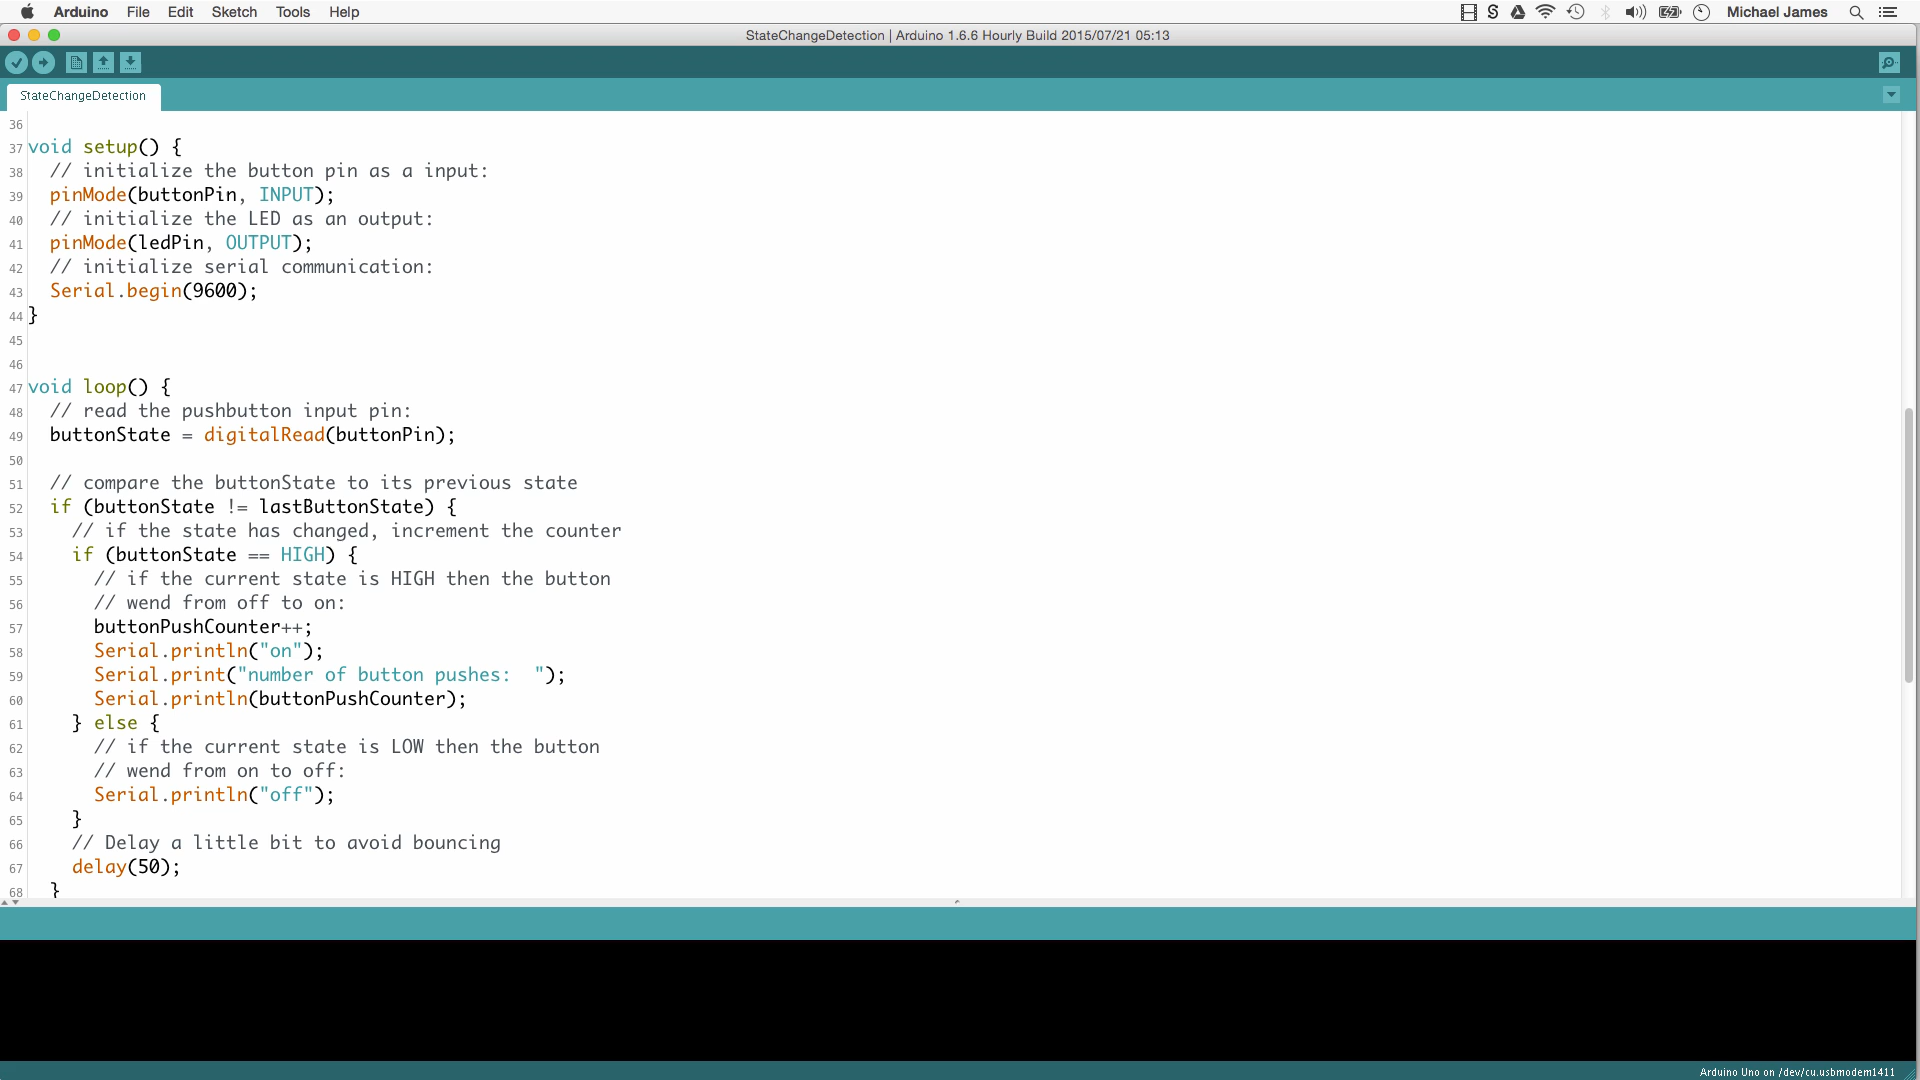 Arduino File Edit Sketch Tools Help Michael James
StateChangeDetection | Arduino 1.6.6 Hourly Build 2015/07/21 05:13
StateChangeDetection
36
37 void setup() {
38 // initialize the button pin as a input:
39 pinMode(buttonPin, INPUT);
40 // initialize the LED as an output:
41 pinMode(ledPin, OUTPUT);
42 // initialize serial communication:
43 Serial.begin(9600);
44 }
45
46
47 void loop() {
48 // read the pushbutton input pin:
49 buttonState = digitalRead(buttonPin);
50
51 // compare the buttonState to its previous state
52 if (buttonState != lastButtonState) {
53 // if the state has changed, increment the counter
54 if (buttonState == HIGH) {
55 // if the current state is HIGH then the button
56 // wend from off to on:
57 buttonPushCounter++;
58 Serial.println("on");
59 Serial.print("number of button pushes:  ");
60 Serial.println(buttonPushCounter);
61 } else {
62 // if the current state is LOW then the button
63 // wend from on to off:
64 Serial.println("off");
65 }
66 // Delay a little bit to avoid bouncing
67 delay(50);
68 }
Arduino Uno on /dev/cu.usbmodem1411